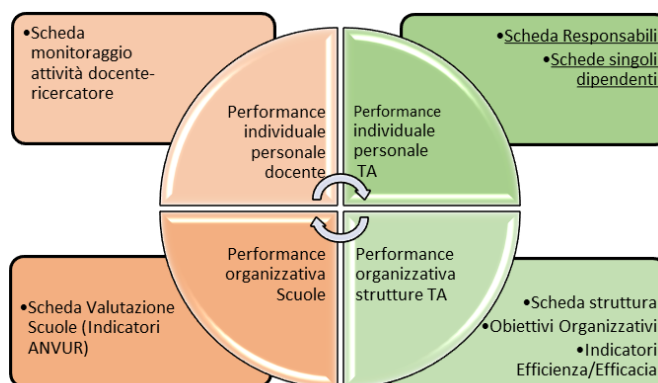 •Scheda
monitoraggio
attività docente-
ricercatore
•Scheda Responsabili
•Schede singoli
dipendenti
Performance
individuale
personale
docente
Performance
individuale
personale
TA
Performance
organizzativa
Scuole
Performance
organizzativa
strutture TA
•Scheda Valutazione
Scuole (Indicatori
ANVUR)
•Scheda struttura
•Obiettivi Organizzativi
•Indicatori
Efficienza/Efficacia